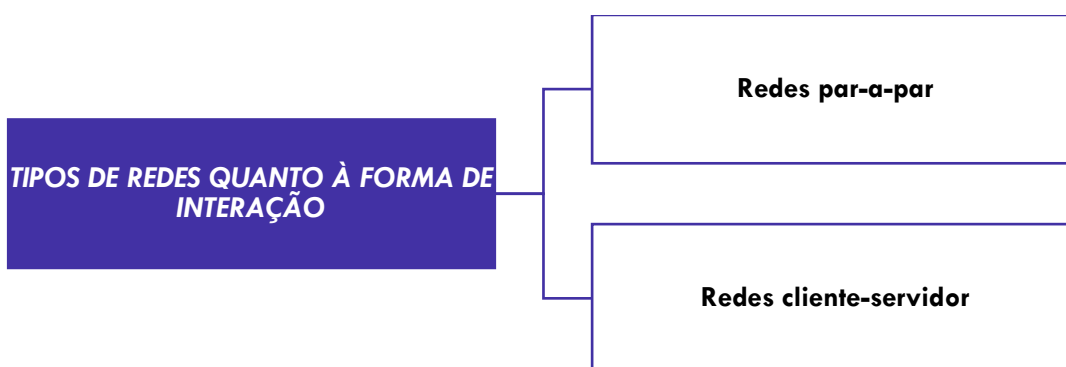 TIPOS DE REDES QUANTO À FORMA DE
INTERAÇÃO
Redes par-a-par
Redes cliente-servidor